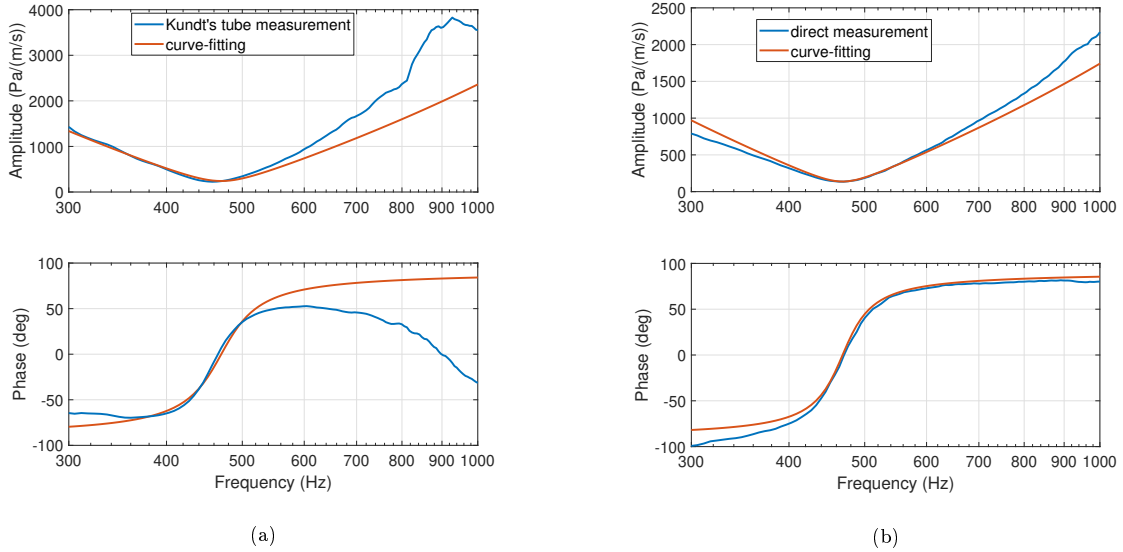 Amplitude (Pa/(m/s))
4000
3000
2000
1000
0
Kundt's tube measurement
curve-fitting
300 400 500 600 700 800 900 1000
Phase (deg)
100
50
0
-50
-100
300 400 500 600 700 800 900 1000
Frequency (Hz)
(a)
Amplitude (Pa/(m/s))
2500
2000
1500
1000
500
0
direct measurement
curve-fitting
300 400 500 600 700 800 900 1000
Phase (deg)
100
50
0
-50
-100
300 400 500 600 700 800 900 1000
Frequency (Hz)
(b)